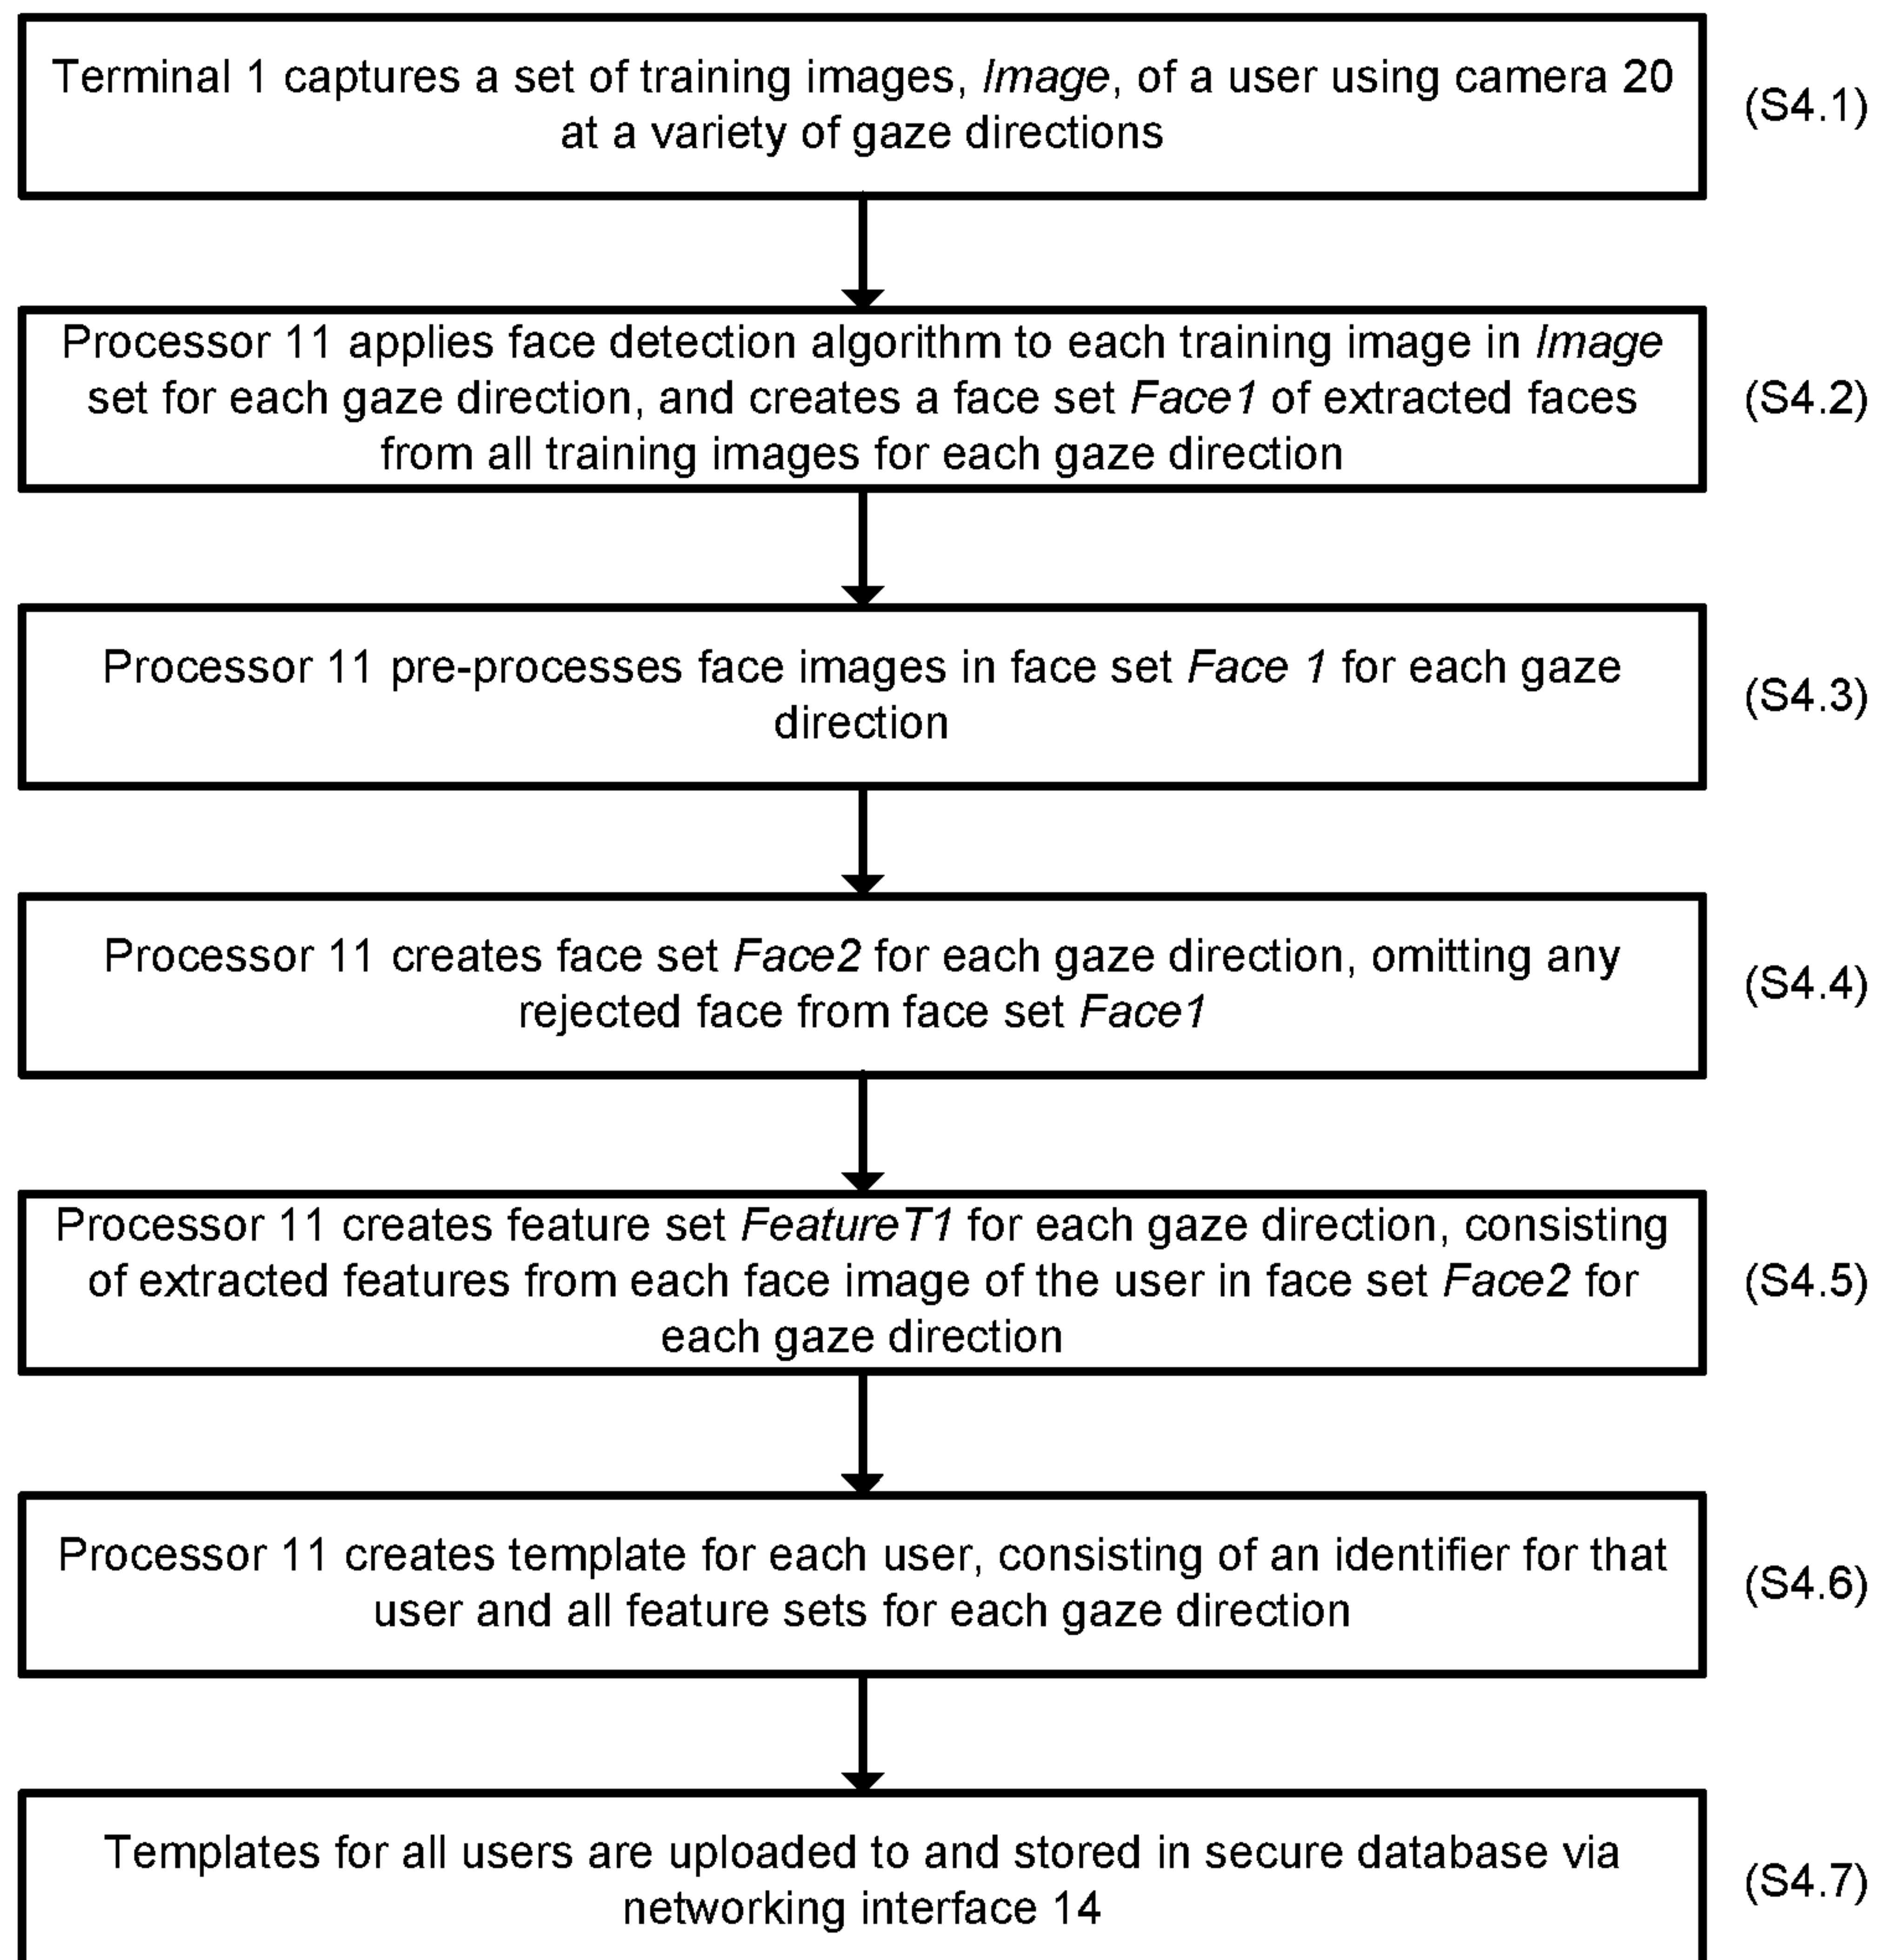 Terminal 1 captures a set of training images, Image, of a user using camera 20
at a variety of gaze directions
(S4.1)
Processor 11 applies face detection algorithm to each training image in Image
set for each gaze direction, and creates a face set Face1 of extracted faces
from all training images for each gaze direction
(S4.2)
Processor 11 pre-processes face images in face set Face 1 for each gaze
direction
(S4.3)
Processor 11 creates face set Face2 for each gaze direction, omitting any
rejected face from face set Face1
(S4.4)
Processor 11 creates feature set FeatureT1 for each gaze direction, consisting
of extracted features from each face image of the user in face set Face2 for
each gaze direction
(S4.5)
Processor 11 creates template for each user, consisting of an identifier for that
user and all feature sets for each gaze direction
(S4.6)
Templates for all users are uploaded to and stored in secure database via
networking interface 14
(S4.7)